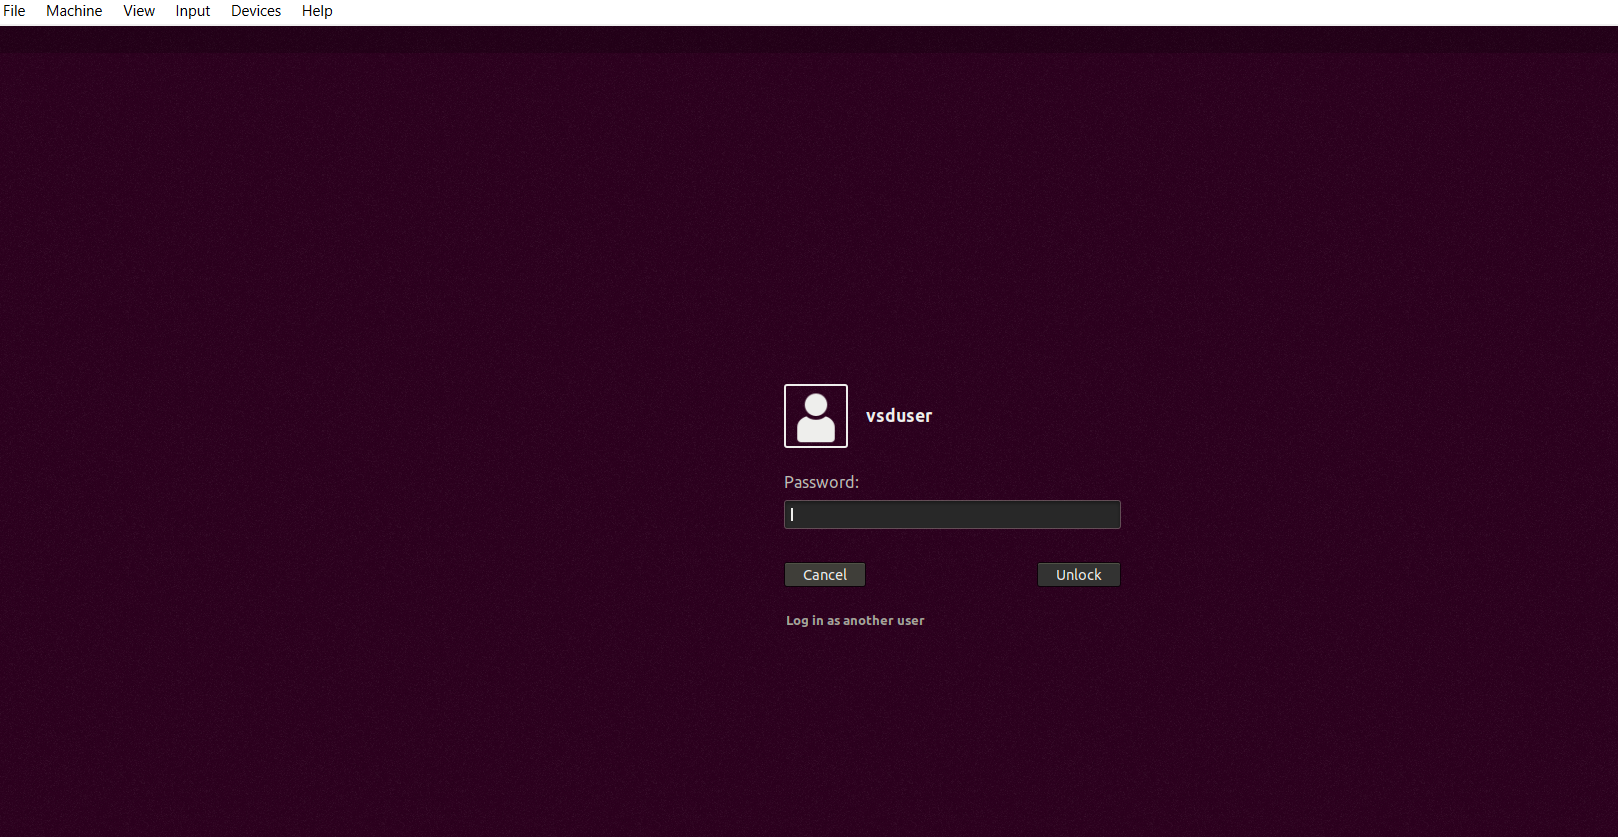 File Machine View Input Devices Help
vsduser
Password:
Cancel Unlock
Log in as another user